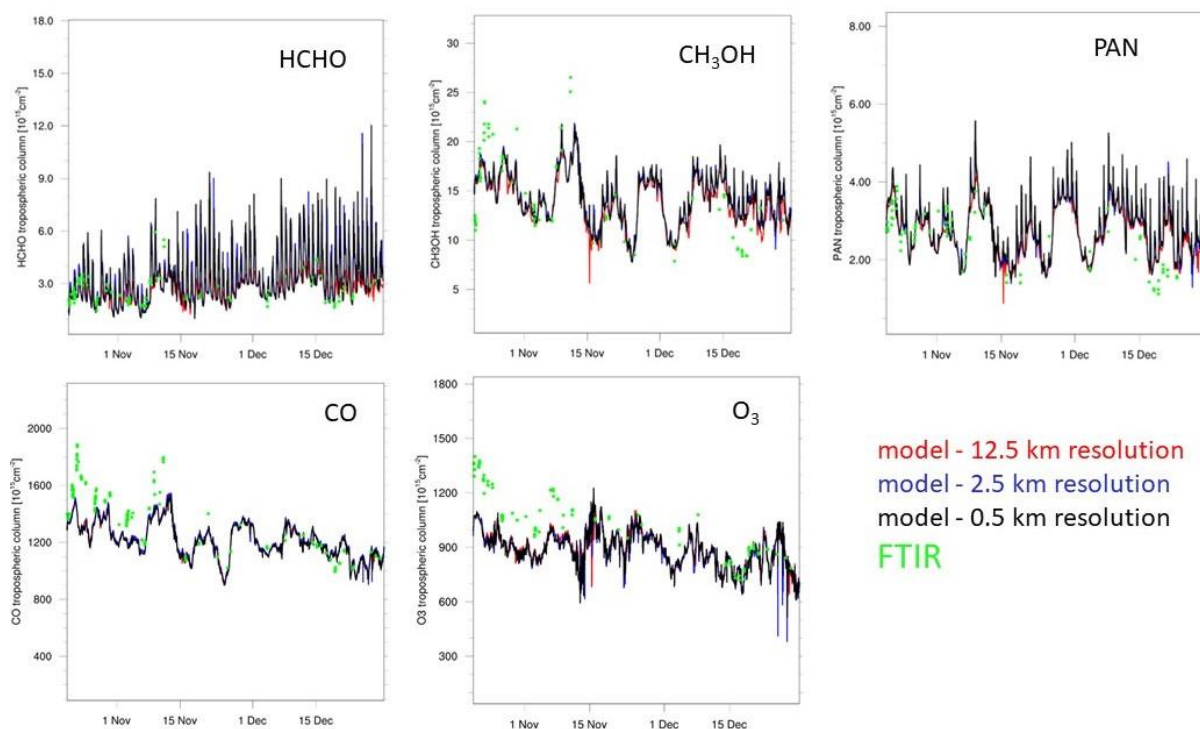 HCHO
HCHO tropospheric column [10¹⁵cm⁻²]
18.0
15.0
12.0
9.0
6.0
3.0
1 Nov 15 Nov 1 Dec 15 Dec
CH₃OH
CH3OH tropospheric column [10¹⁵cm⁻²]
30
25
20
15
10
5
1 Nov 15 Nov 1 Dec 15 Dec
PAN
PAN tropospheric column [10¹⁵cm⁻²]
8.00
6.00
4.00
2.00
1 Nov 15 Nov 1 Dec 15 Dec
CO
CO tropospheric column [10¹⁵cm⁻²]
2000
1600
1200
800
400
1 Nov 15 Nov 1 Dec 15 Dec
O₃
O3 tropospheric column [10¹⁵cm⁻²]
1800
1500
1200
900
600
300
1 Nov 15 Nov 1 Dec 15 Dec
model - 12.5 km resolution
model - 2.5 km resolution
model - 0.5 km resolution
FTIR